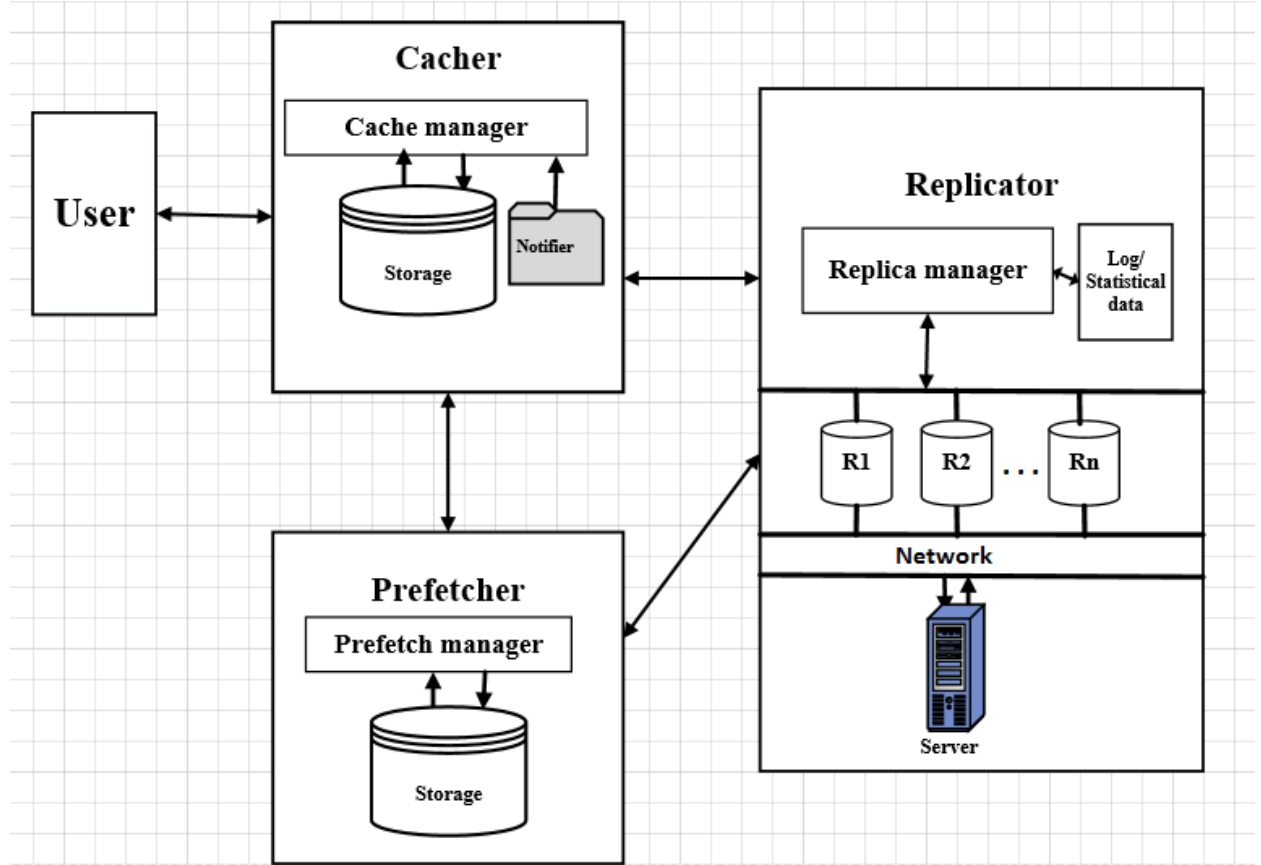 Cacher
Cache manager
Storage
Notifier
User
Replicator
Replica manager
Log/
Statistical
data
R1
R2
. . .
Rn
Network
Server
Prefetcher
Prefetch manager
Storage